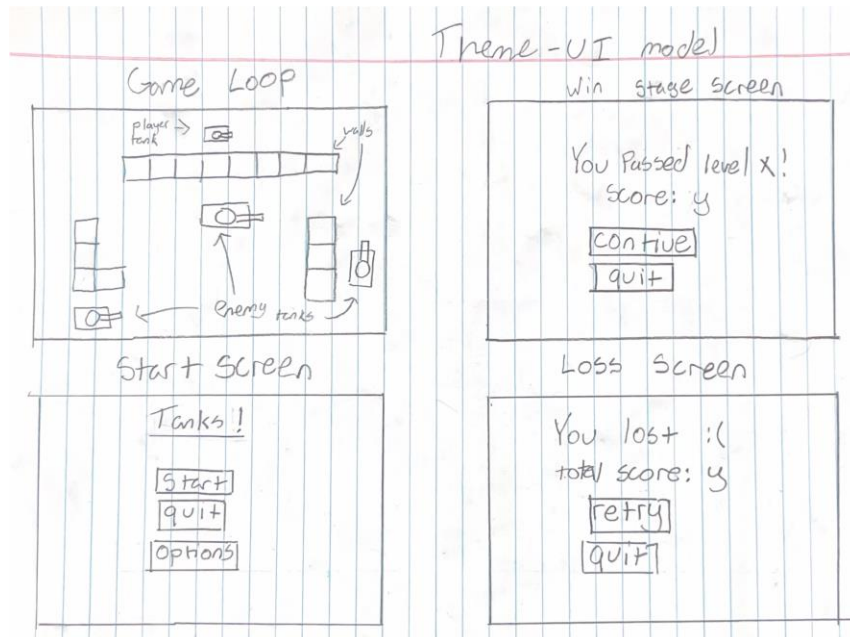 Theme-UI model
Game Loop
player
tank
walls
enemy tanks
Win stage screen
You Passed level x!
Score: y
contiue
quit
Start Screen
Tanks!
Start
quit
Options
Loss Screen
You lost :(
total score: y
retry
quit